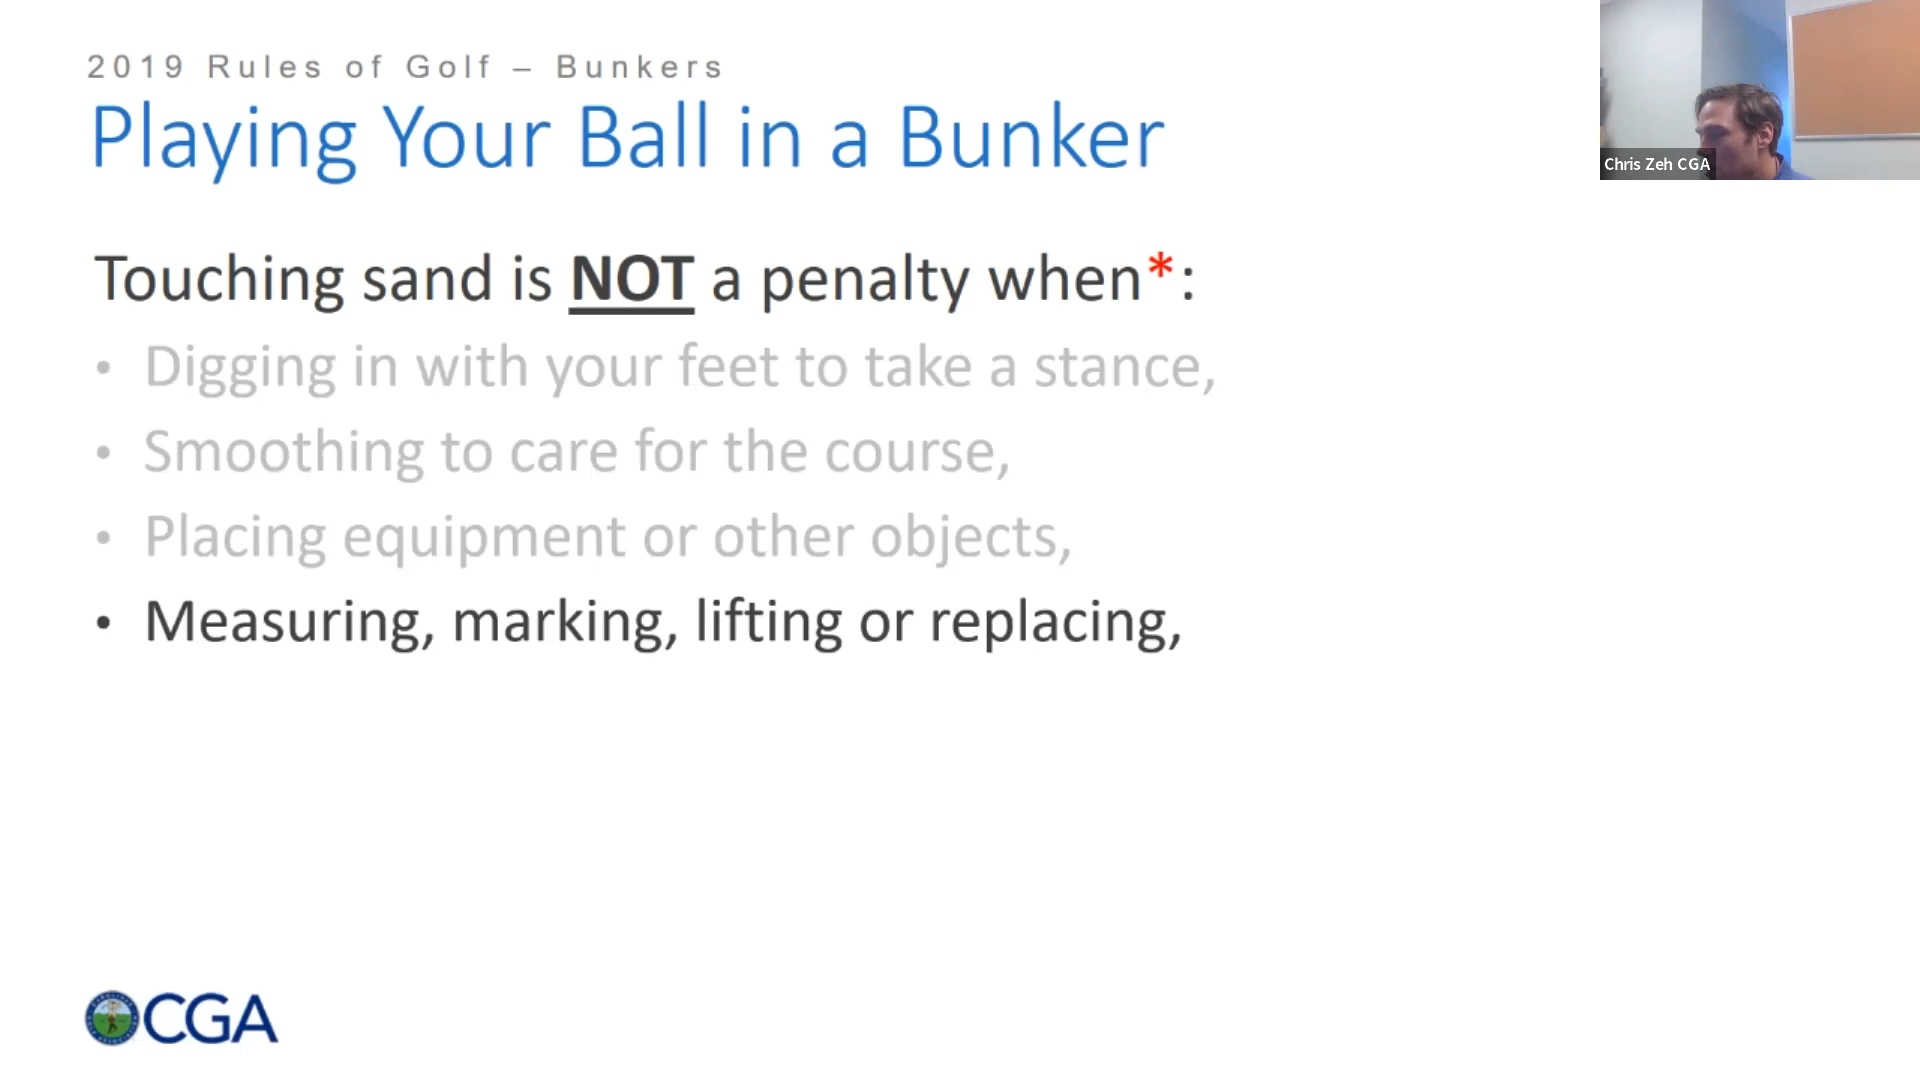 2019 Rules of Golf – Bunkers
Playing Your Ball in a Bunker
Chris Zeh CGA
Touching sand is NOT a penalty when*:
• Digging in with your feet to take a stance,
• Smoothing to care for the course,
• Placing equipment or other objects,
• Measuring, marking, lifting or replacing,
CGA